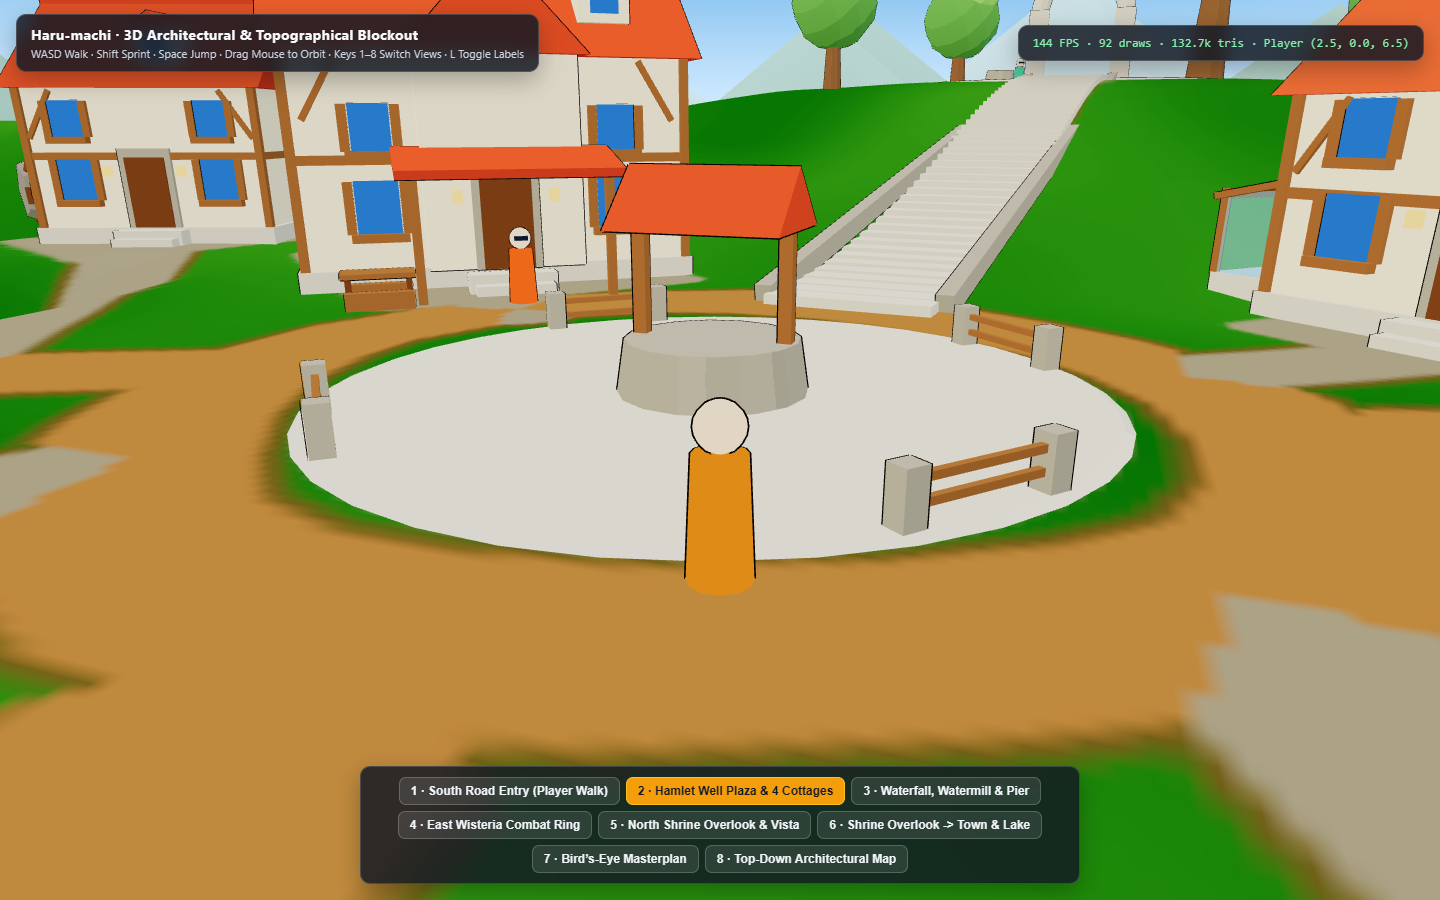 Haru-machi · 3D Architectural & Topographical Blockout
WASD Walk · Shift Sprint · Space Jump · Drag Mouse to Orbit · Keys 1–8 Switch Views · L Toggle Labels
144 FPS · 92 draws · 132.7k tris · Player (2.5, 0.0, 6.5)
1 · South Road Entry (Player Walk)
2 · Hamlet Well Plaza & 4 Cottages
3 · Waterfall, Watermill & Pier
4 · East Wisteria Combat Ring
5 · North Shrine Overlook & Vista
6 · Shrine Overlook -> Town & Lake
7 · Bird's-Eye Masterplan
8 · Top-Down Architectural Map